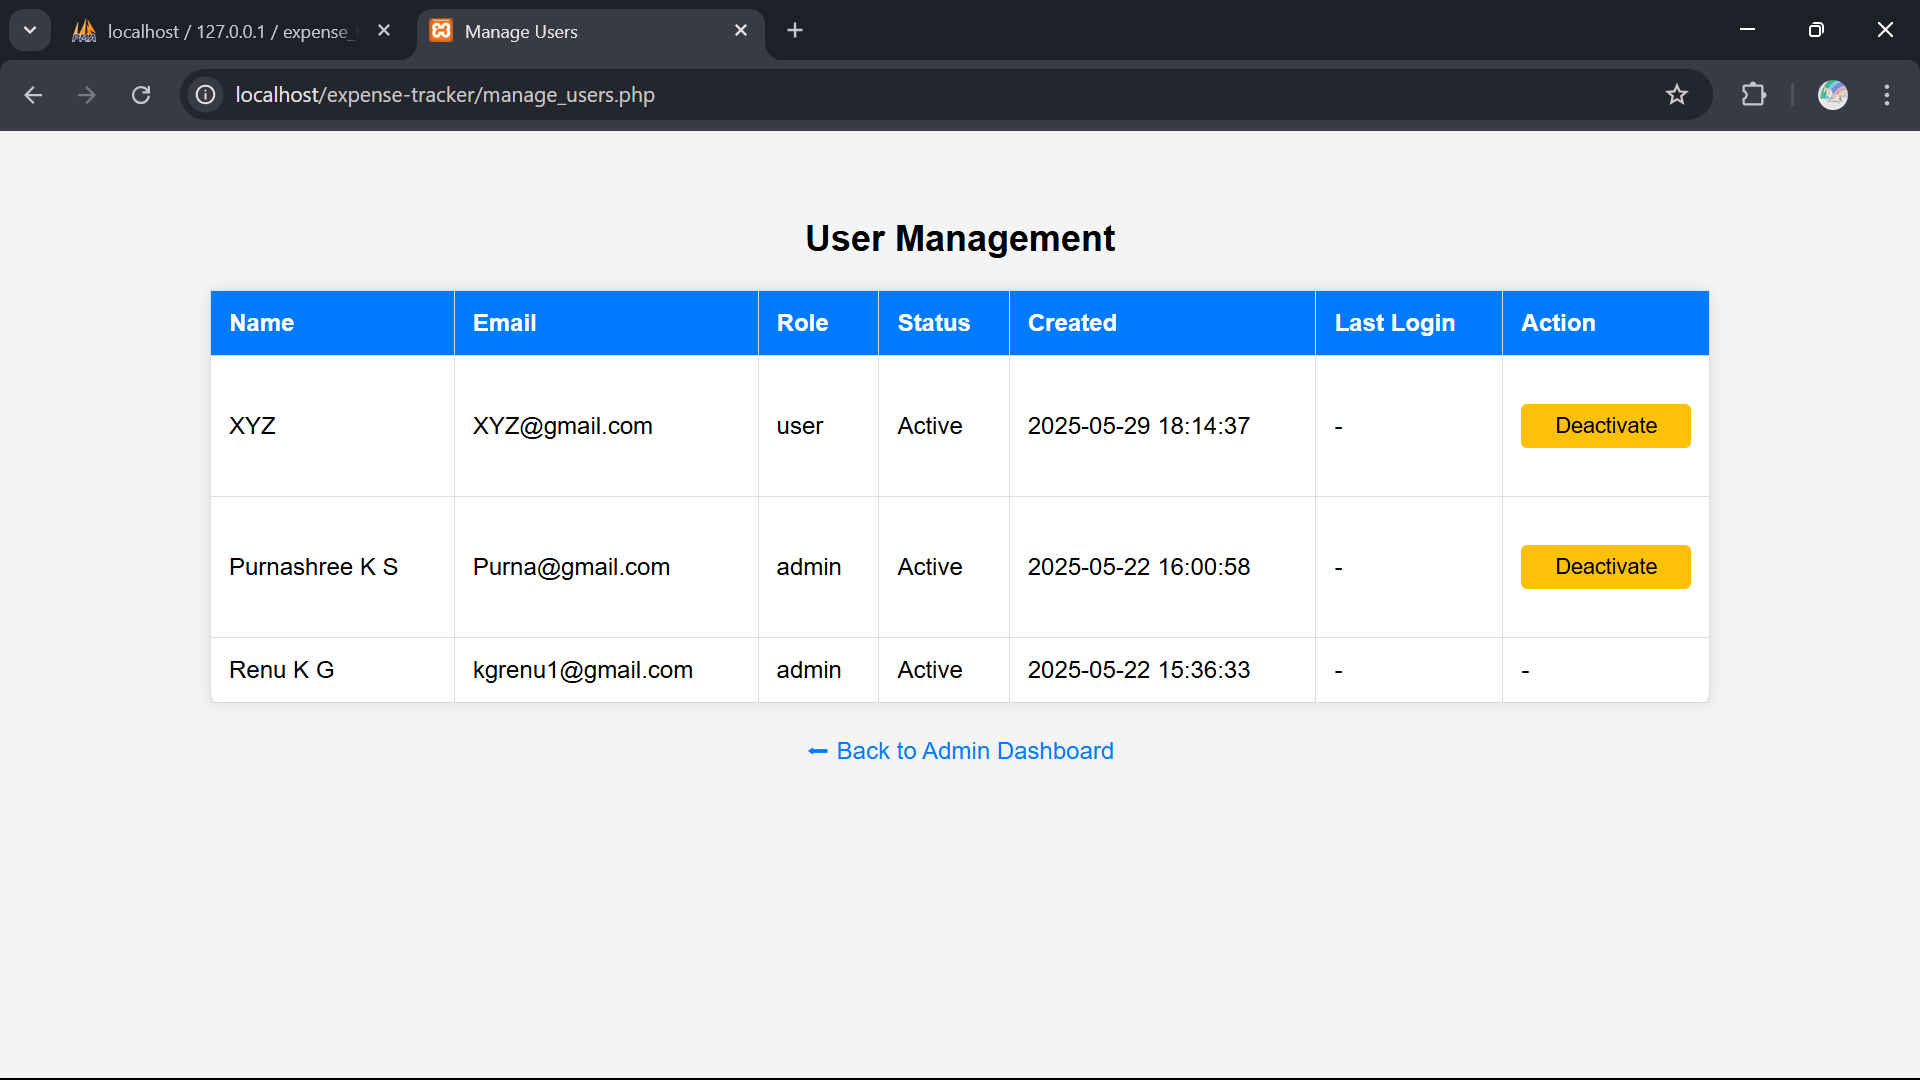 localhost / 127.0.0.1 / expense_
Manage Users
localhost/expense-tracker/manage_users.php
User Management
Name Email Role Status Created Last Login Action
XYZ XYZ@gmail.com user Active 2025-05-29 18:14:37 - Deactivate
Purnashree K S Purna@gmail.com admin Active 2025-05-22 16:00:58 - Deactivate
Renu K G kgrenu1@gmail.com admin Active 2025-05-22 15:36:33 - -
⬅ Back to Admin Dashboard